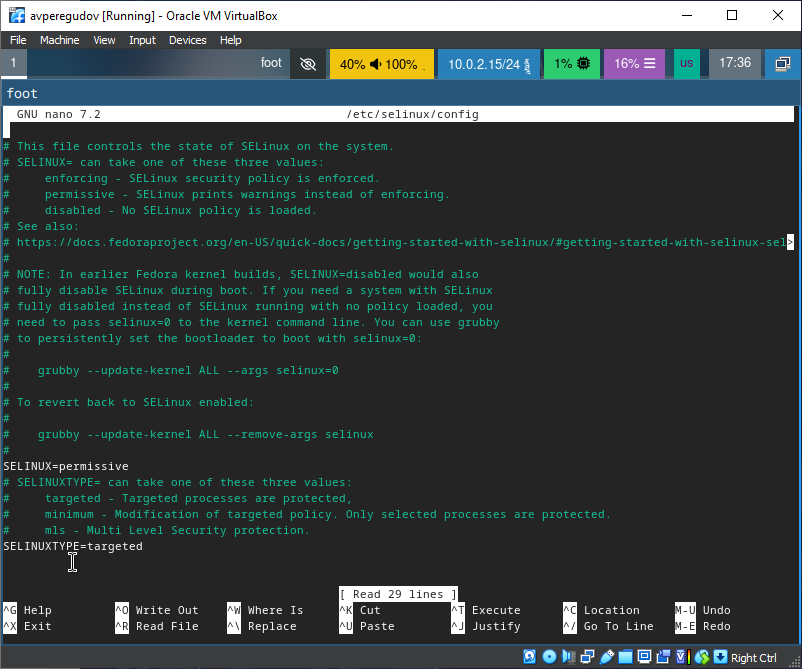 avperegudov [Running] - Oracle VM VirtualBox
File Machine View Input Devices Help
1 foot 40% 100% 10.0.2.15/24 1% 16% us 17:36
foot
GNU nano 7.2 /etc/selinux/config
# This file controls the state of SELinux on the system.
# SELINUX= can take one of these three values:
#     enforcing - SELinux security policy is enforced.
#     permissive - SELinux prints warnings instead of enforcing.
#     disabled - No SELinux policy is loaded.
# See also:
# https://docs.fedoraproject.org/en-US/quick-docs/getting-started-with-selinux/#getting-started-with-selinux-sel>
#
# NOTE: In earlier Fedora kernel builds, SELINUX=disabled would also
# fully disable SELinux during boot. If you need a system with SELinux
# fully disabled instead of SELinux running with no policy loaded, you
# need to pass selinux=0 to the kernel command line. You can use grubby
# to persistently set the bootloader to boot with selinux=0:
#
#    grubby --update-kernel ALL --args selinux=0
#
# To revert back to SELinux enabled:
#
#    grubby --update-kernel ALL --remove-args selinux
#
SELINUX=permissive
# SELINUXTYPE= can take one of these three values:
#     targeted - Targeted processes are protected,
#     minimum - Modification of targeted policy. Only selected processes are protected.
#     mls - Multi Level Security protection.
SELINUXTYPE=targeted
[ Read 29 lines ]
^G Help ^O Write Out ^W Where Is ^K Cut ^T Execute ^C Location M-U Undo
^X Exit ^R Read File ^\ Replace ^U Paste ^J Justify ^/ Go To Line M-E Redo
Right Ctrl